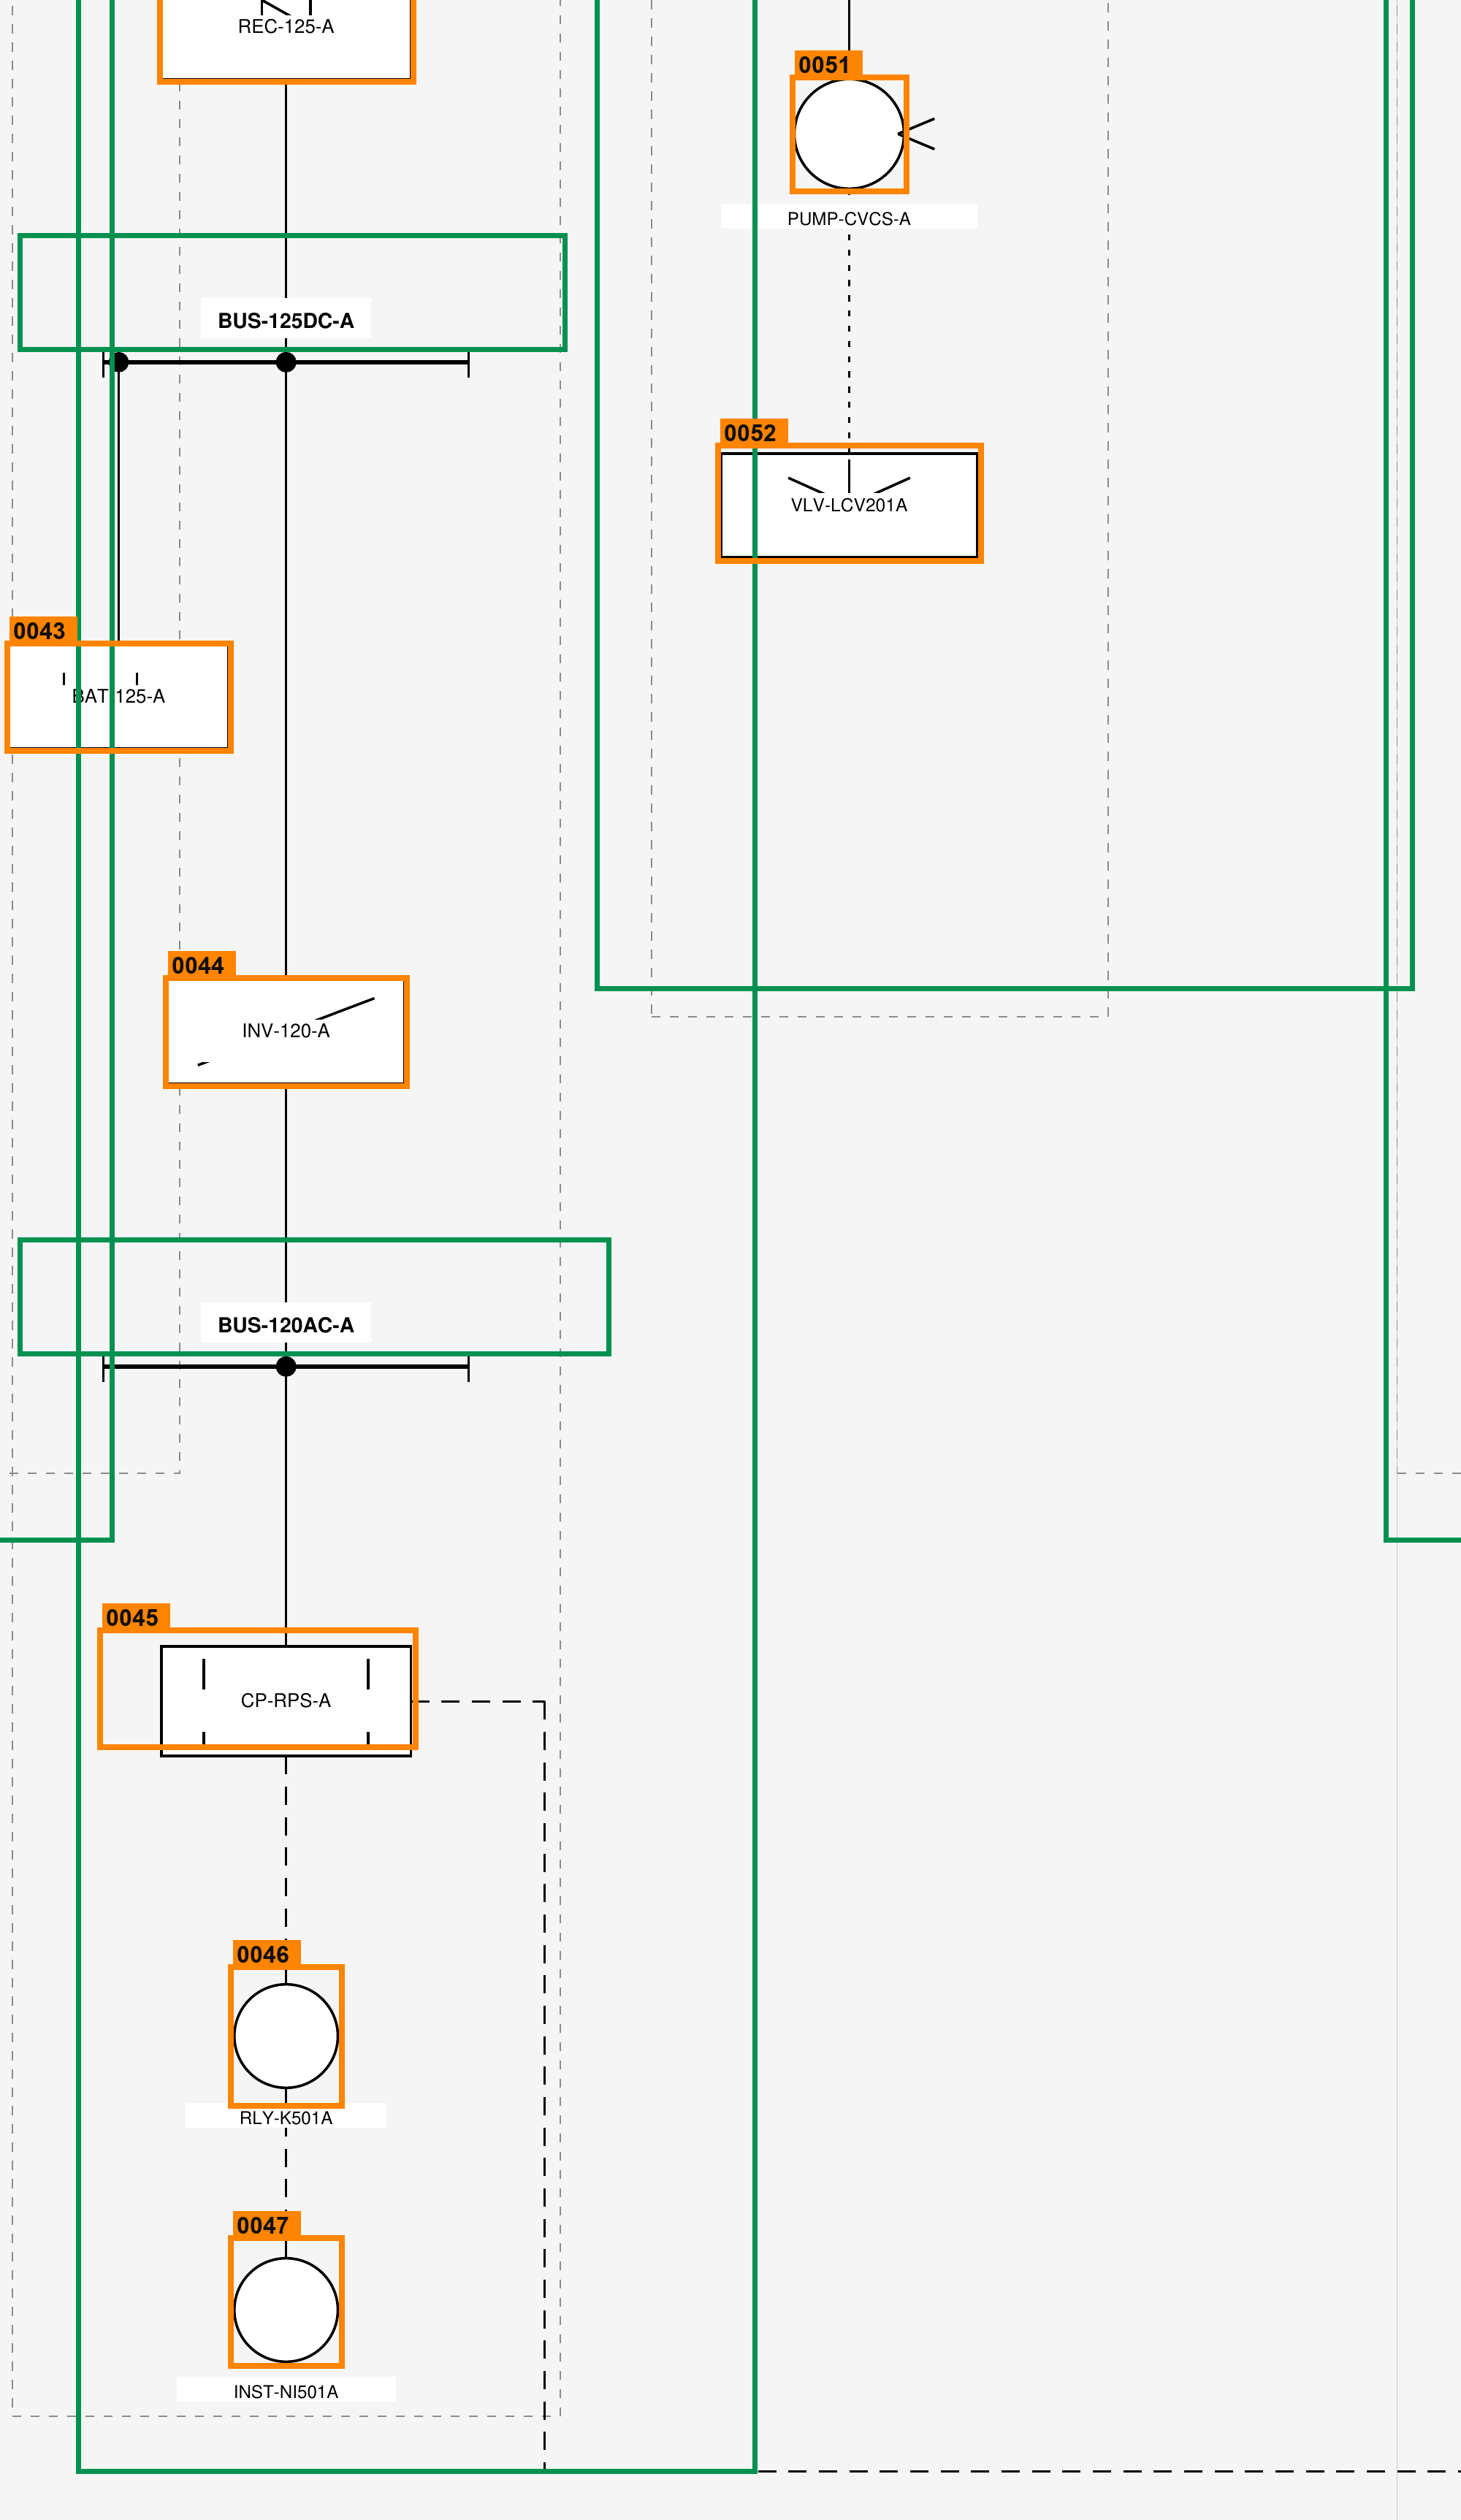 REC-125-A
0051
PUMP-CVCS-A
BUS-125DC-A
0052
VLV-LCV201A
0043
BAT-125-A
0044
INV-120-A
BUS-120AC-A
0045
CP-RPS-A
0046
RLY-K501A
0047
INST-NI501A